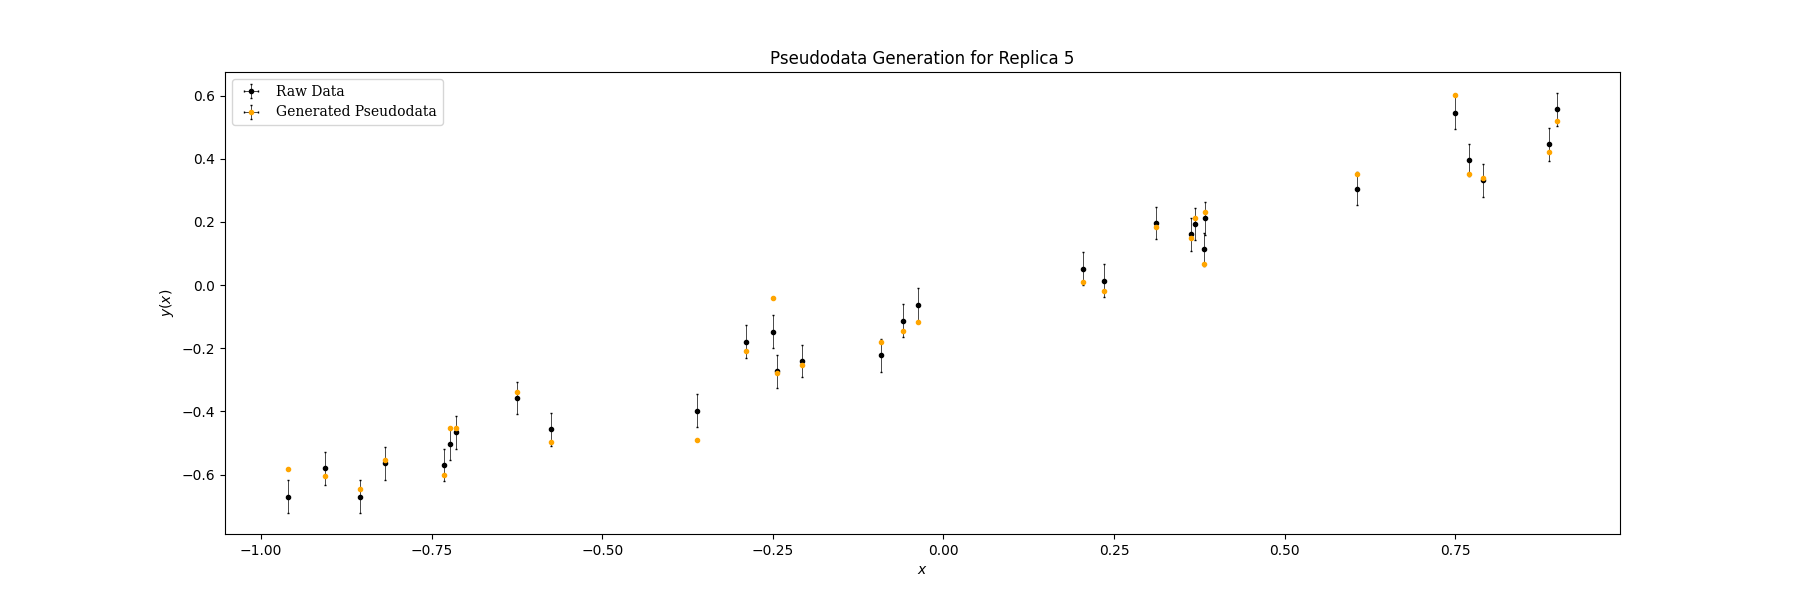 Pseudodata Generation for Replica 5
Raw Data
Generated Pseudodata
0.6
0.4
0.2
0.0
−0.2
−0.4
−0.6
y(x)
−1.00 −0.75 −0.50 −0.25 0.00 0.25 0.50 0.75
x